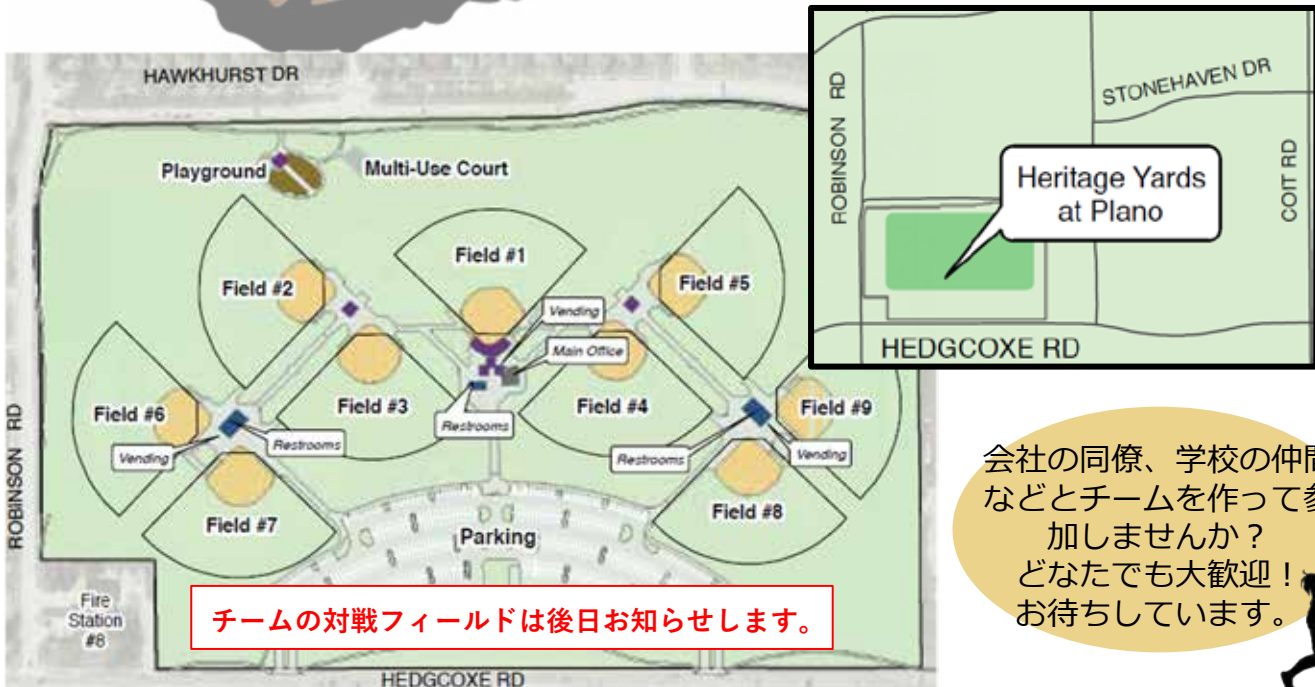 HAWKHURST DR
Playground
Multi-Use Court
Field #1
Field #2
Field #5
Vending
Main Office
Field #6
Field #3
Field #4
Field #9
Restrooms
Vending
Restrooms
Restrooms
Vending
Field #7
Field #8
Parking
ROBINSON RD
Fire
Station
#8
チームの対戦フィールドは後日お知らせします。
HEDGCOXE RD
ROBINSON RD
STONEHAVEN DR
COIT RD
Heritage Yards
at Plano
HEDGCOXE RD
会社の同僚、学校の仲間
などとチームを作って参
加しませんか？
どなたでも大歓迎！
お待ちしています。